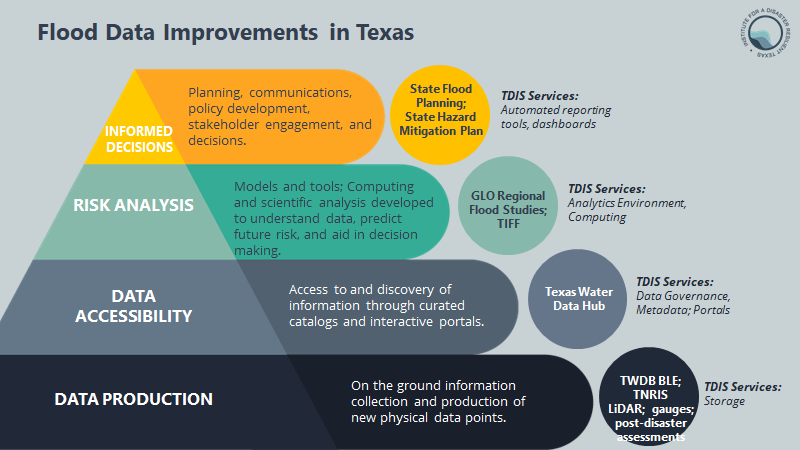 Flood Data Improvements in Texas
INSTITUTE FOR A DISASTER RESILIENT TEXAS
INFORMED
DECISIONS
Planning, communications,
policy development,
stakeholder engagement, and
decisions.
State Flood
Planning;
State Hazard
Mitigation Plan
TDIS Services:
Automated reporting
tools, dashboards
RISK ANALYSIS
Models and tools; Computing
and scientific analysis developed
to understand data, predict
future risk, and aid in decision
making.
GLO Regional
Flood Studies;
TIFF
TDIS Services:
Analytics Environment,
Computing
DATA
ACCESSIBILITY
Access to and discovery of
information through curated
catalogs and interactive portals.
Texas Water
Data Hub
TDIS Services:
Data Governance,
Metadata; Portals
DATA PRODUCTION
On the ground information
collection and production of
new physical data points.
TWDB BLE;
TNRIS
LiDAR; gauges;
post-disaster
assessments
TDIS Services:
Storage